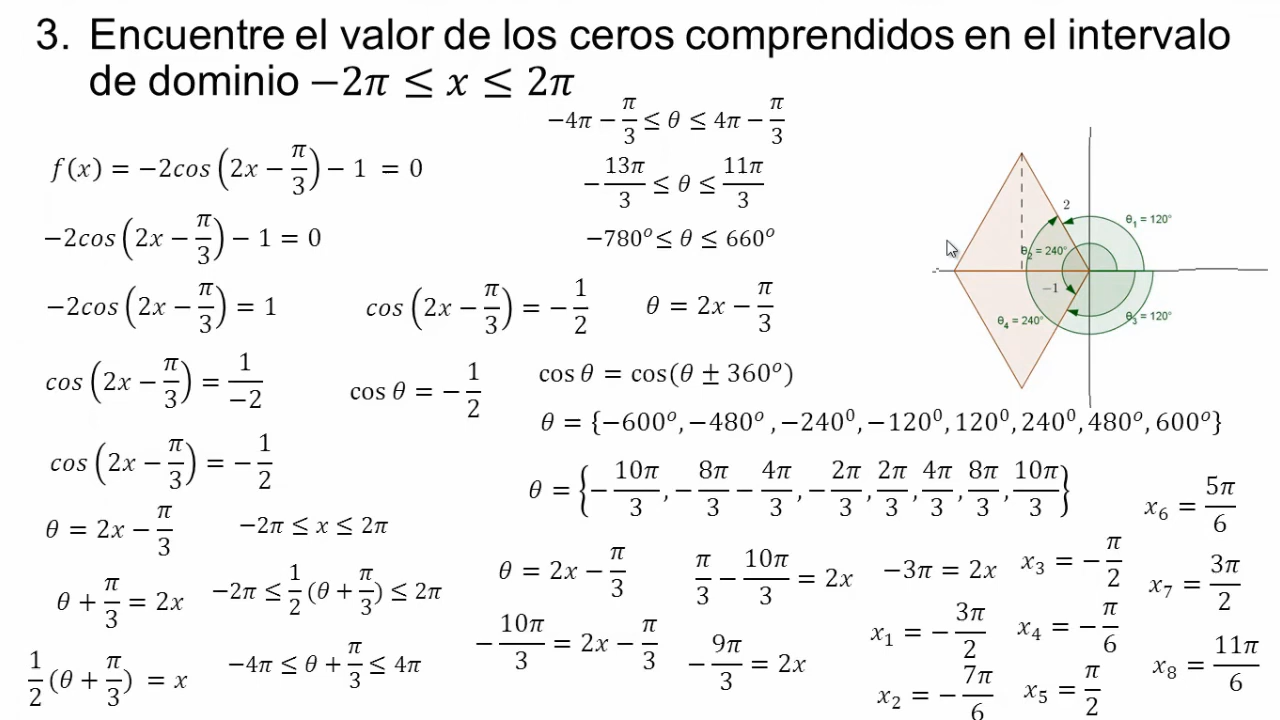 3. Encuentre el valor de los ceros comprendidos en el intervalo
de dominio −2π ≤ x ≤ 2π
−4π − π/3 ≤ θ ≤ 4π − π/3
f(x) = −2cos(2x − π/3) − 1 = 0
−13π/3 ≤ θ ≤ 11π/3
−2cos(2x − π/3) − 1 = 0
−780º ≤ θ ≤ 660º
−2cos(2x − π/3) = 1
cos(2x − π/3) = −1/2
θ = 2x − π/3
cos(2x − π/3) = 1/−2
cos θ = −1/2
cos θ = cos(θ ± 360º)
θ = {−600º, −480º , −240⁰, −120⁰, 120⁰, 240⁰, 480º, 600º}
cos(2x − π/3) = −1/2
θ = {−10π/3, −8π/3 − 4π/3, −2π/3, 2π/3, 4π/3, 8π/3, 10π/3}
θ = 2x − π/3
−2π ≤ x ≤ 2π
θ + π/3 = 2x
−2π ≤ 1/2(θ + π/3) ≤ 2π
1/2(θ + π/3) = x
−4π ≤ θ + π/3 ≤ 4π
θ = 2x − π/3
−10π/3 = 2x − π/3
π/3 − 10π/3 = 2x
−9π/3 = 2x
−3π = 2x
x₁ = −3π/2
x₂ = −7π/6
x₃ = −π/2
x₄ = −π/6
x₅ = π/2
x₆ = 5π/6
x₇ = 3π/2
x₈ = 11π/6
2
θ₁ = 120°
θ₂ = 240°
−1
θ₄ = 240°
θ₃ = 120°